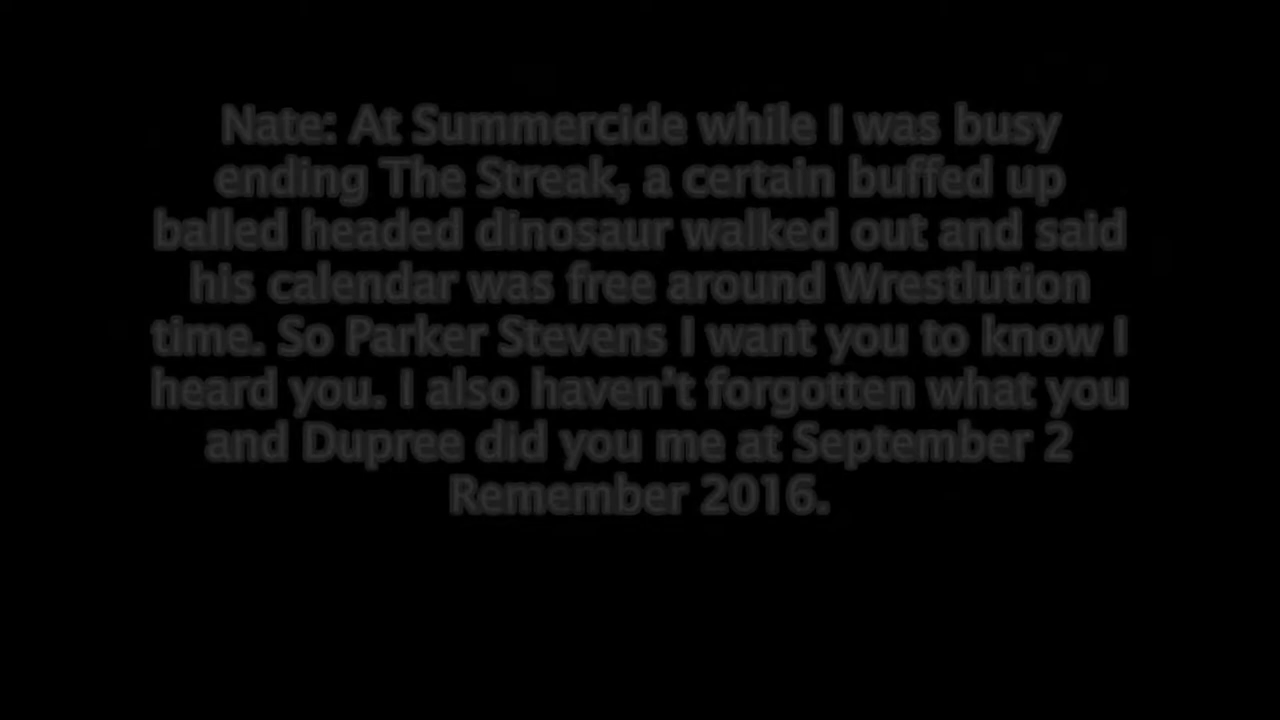 Nate: At Summercide while I was busy
ending The Streak, a certain buffed up
balled headed dinosaur walked out and said
his calendar was free around Wrestlution
time. So Parker Stevens I want you to know I
heard you. I also haven't forgotten what you
and Dupree did you me at September 2
Remember 2016.